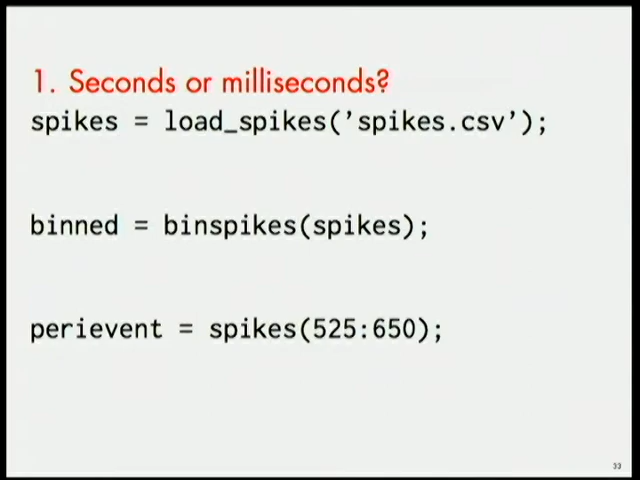 1. Seconds or milliseconds?
spikes = load_spikes(’spikes.csv’);
binned = binspikes(spikes);
perievent = spikes(525:650);
33